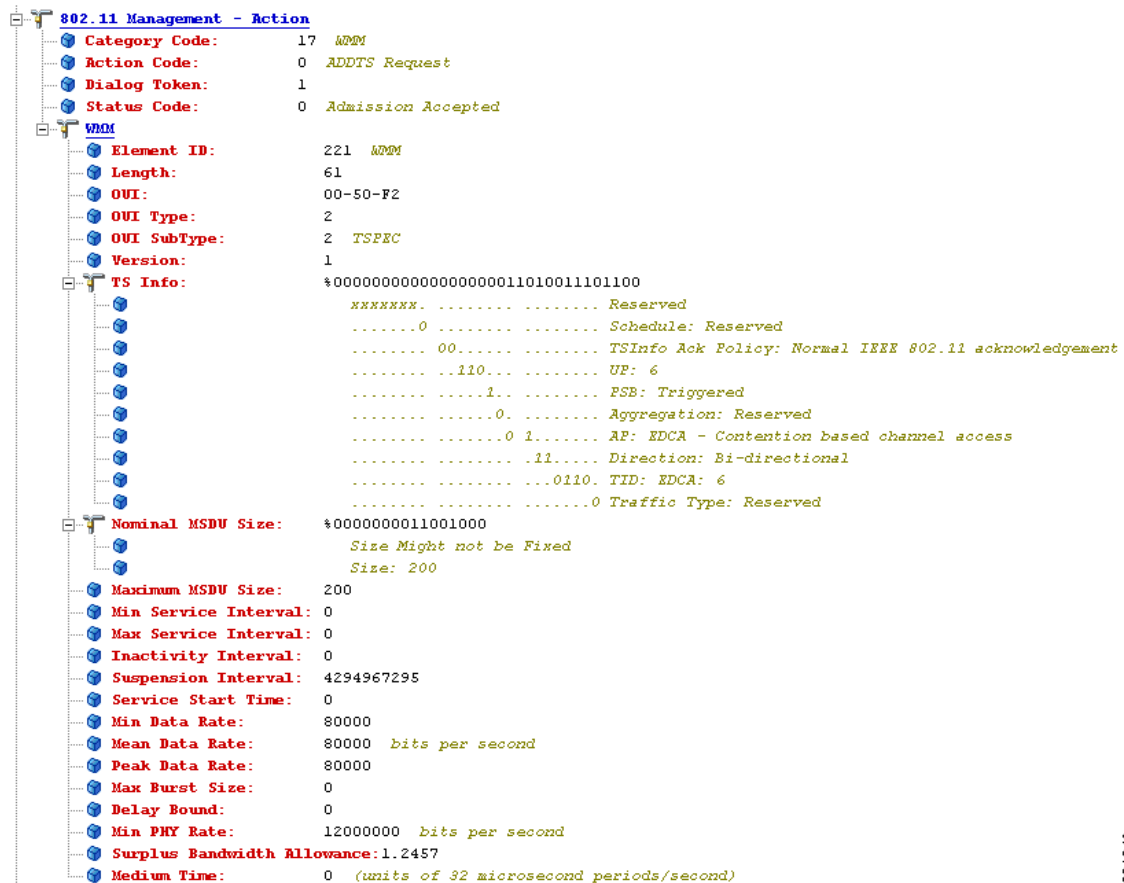 802.11 Management - Action
Category Code: 17 WMM
Action Code: 0 ADDTS Request
Dialog Token: 1
Status Code: 0 Admission Accepted
WMM
Element ID: 221 WMM
Length: 61
OUI: 00-50-F2
OUI Type: 2
OUI SubType: 2 TSPEC
Version: 1
TS Info: %00000000000000000011010011101100
xxxxxxx. ........ ........ Reserved
.......0 ........ ........ Schedule: Reserved
........ 00...... ........ TSInfo Ack Policy: Normal IEEE 802.11 acknowledgement
........ ..110... ........ UP: 6
........ .....1.. ........ PSB: Triggered
........ ......0. ........ Aggregation: Reserved
........ .......0 1....... AP: EDCA - Contention based channel access
........ ........ .11..... Direction: Bi-directional
........ ........ ...0110. TID: EDCA: 6
........ ........ .......0 Traffic Type: Reserved
Nominal MSDU Size: %0000000011001000
Size Might not be Fixed
Size: 200
Maximum MSDU Size: 200
Min Service Interval: 0
Max Service Interval: 0
Inactivity Interval: 0
Suspension Interval: 4294967295
Service Start Time: 0
Min Data Rate: 80000
Mean Data Rate: 80000 bits per second
Peak Data Rate: 80000
Max Burst Size: 0
Delay Bound: 0
Min PHY Rate: 12000000 bits per second
Surplus Bandwidth Allowance:1.2457
Medium Time: 0 (units of 32 microsecond periods/second)